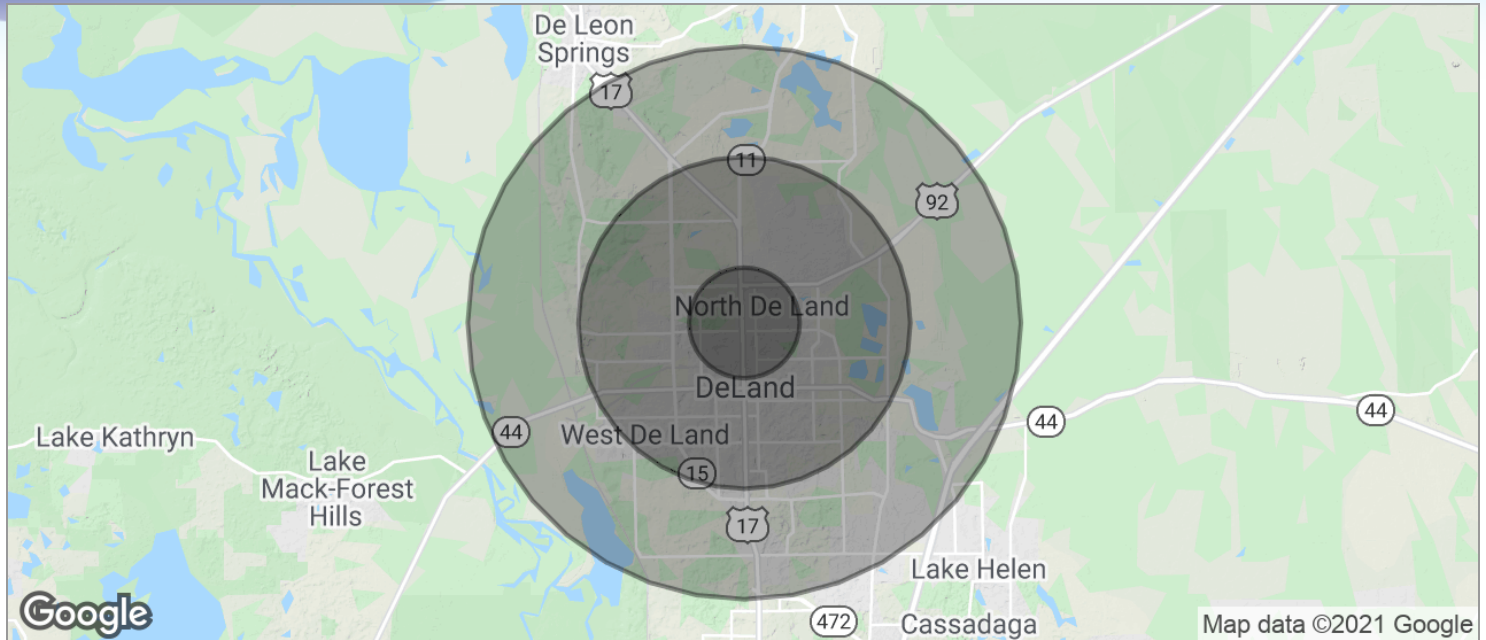 De Leon
Springs
17
11
92
North De Land
DeLand
44
44
44
Lake Kathryn
West De Land
Lake
Mack-Forest
Hills
15
17
Lake Helen
472
Cassadaga
Google
Map data ©2021 Google